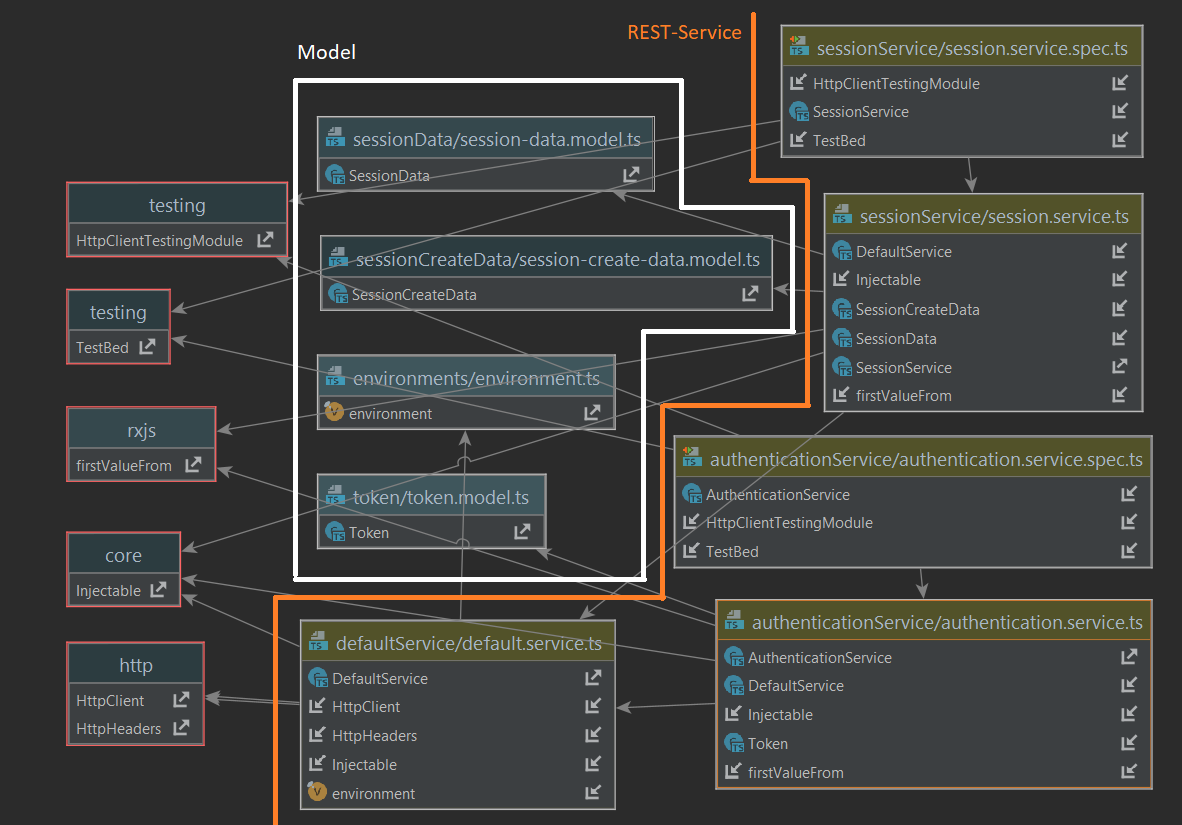 REST-Service
Model
sessionService/session.service.spec.ts
HttpClientTestingModule
SessionService
TestBed
sessionData/session-data.model.ts
SessionData
testing
HttpClientTestingModule
sessionService/session.service.ts
DefaultService
Injectable
SessionCreateData
SessionData
SessionService
firstValueFrom
sessionCreateData/session-create-data.model.ts
SessionCreateData
testing
TestBed
environments/environment.ts
environment
rxjs
firstValueFrom
authenticationService/authentication.service.spec.ts
AuthenticationService
HttpClientTestingModule
TestBed
token/token.model.ts
Token
core
Injectable
authenticationService/authentication.service.ts
AuthenticationService
DefaultService
Injectable
Token
firstValueFrom
defaultService/default.service.ts
DefaultService
HttpClient
HttpHeaders
Injectable
environment
http
HttpClient
HttpHeaders